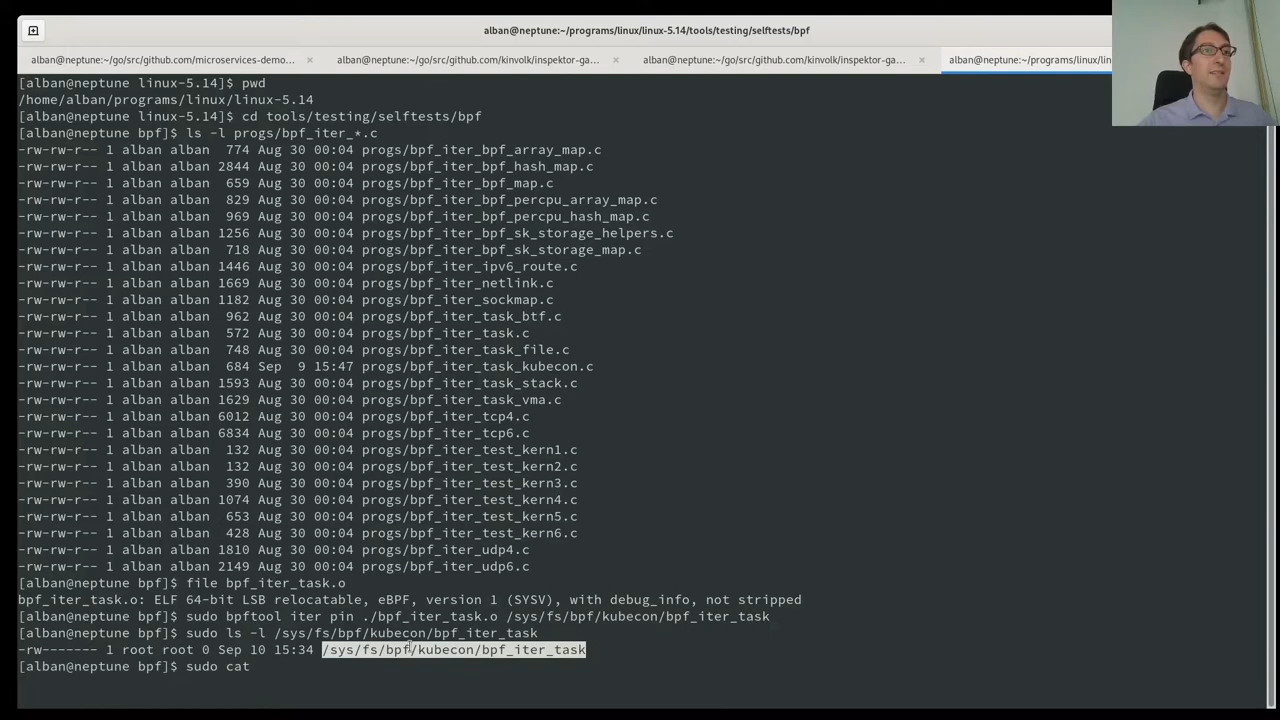 alban@neptune:~/programs/linux/linux-5.14/tools/testing/selftests/bpf
alban@neptune:~/go/src/github.com/microservices-demo... × alban@neptune:~/go/src/github.com/kinvolk/inspektor-ga... × alban@neptune:~/go/src/github.com/kinvolk/inspektor-ga... × alban@neptune:~/programs/linux/lin
[alban@neptune linux-5.14]$ pwd
/home/alban/programs/linux/linux-5.14
[alban@neptune linux-5.14]$ cd tools/testing/selftests/bpf
[alban@neptune bpf]$ ls -l progs/bpf_iter_*.c
-rw-rw-r-- 1 alban alban  774 Aug 30 00:04 progs/bpf_iter_bpf_array_map.c
-rw-rw-r-- 1 alban alban 2844 Aug 30 00:04 progs/bpf_iter_bpf_hash_map.c
-rw-rw-r-- 1 alban alban  659 Aug 30 00:04 progs/bpf_iter_bpf_map.c
-rw-rw-r-- 1 alban alban  829 Aug 30 00:04 progs/bpf_iter_bpf_percpu_array_map.c
-rw-rw-r-- 1 alban alban  969 Aug 30 00:04 progs/bpf_iter_bpf_percpu_hash_map.c
-rw-rw-r-- 1 alban alban 1256 Aug 30 00:04 progs/bpf_iter_bpf_sk_storage_helpers.c
-rw-rw-r-- 1 alban alban  718 Aug 30 00:04 progs/bpf_iter_bpf_sk_storage_map.c
-rw-rw-r-- 1 alban alban 1446 Aug 30 00:04 progs/bpf_iter_ipv6_route.c
-rw-rw-r-- 1 alban alban 1669 Aug 30 00:04 progs/bpf_iter_netlink.c
-rw-rw-r-- 1 alban alban 1182 Aug 30 00:04 progs/bpf_iter_sockmap.c
-rw-rw-r-- 1 alban alban  962 Aug 30 00:04 progs/bpf_iter_task_btf.c
-rw-rw-r-- 1 alban alban  572 Aug 30 00:04 progs/bpf_iter_task.c
-rw-rw-r-- 1 alban alban  748 Aug 30 00:04 progs/bpf_iter_task_file.c
-rw-rw-r-- 1 alban alban  684 Sep  9 15:47 progs/bpf_iter_task_kubecon.c
-rw-rw-r-- 1 alban alban 1593 Aug 30 00:04 progs/bpf_iter_task_stack.c
-rw-rw-r-- 1 alban alban 1629 Aug 30 00:04 progs/bpf_iter_task_vma.c
-rw-rw-r-- 1 alban alban 6012 Aug 30 00:04 progs/bpf_iter_tcp4.c
-rw-rw-r-- 1 alban alban 6834 Aug 30 00:04 progs/bpf_iter_tcp6.c
-rw-rw-r-- 1 alban alban  132 Aug 30 00:04 progs/bpf_iter_test_kern1.c
-rw-rw-r-- 1 alban alban  132 Aug 30 00:04 progs/bpf_iter_test_kern2.c
-rw-rw-r-- 1 alban alban  390 Aug 30 00:04 progs/bpf_iter_test_kern3.c
-rw-rw-r-- 1 alban alban 1074 Aug 30 00:04 progs/bpf_iter_test_kern4.c
-rw-rw-r-- 1 alban alban  653 Aug 30 00:04 progs/bpf_iter_test_kern5.c
-rw-rw-r-- 1 alban alban  428 Aug 30 00:04 progs/bpf_iter_test_kern6.c
-rw-rw-r-- 1 alban alban 1810 Aug 30 00:04 progs/bpf_iter_udp4.c
-rw-rw-r-- 1 alban alban 2149 Aug 30 00:04 progs/bpf_iter_udp6.c
[alban@neptune bpf]$ file bpf_iter_task.o
bpf_iter_task.o: ELF 64-bit LSB relocatable, eBPF, version 1 (SYSV), with debug_info, not stripped
[alban@neptune bpf]$ sudo bpftool iter pin ./bpf_iter_task.o /sys/fs/bpf/kubecon/bpf_iter_task
[alban@neptune bpf]$ sudo ls -l /sys/fs/bpf/kubecon/bpf_iter_task
-rw------- 1 root root 0 Sep 10 15:34 /sys/fs/bpf/kubecon/bpf_iter_task
[alban@neptune bpf]$ sudo cat